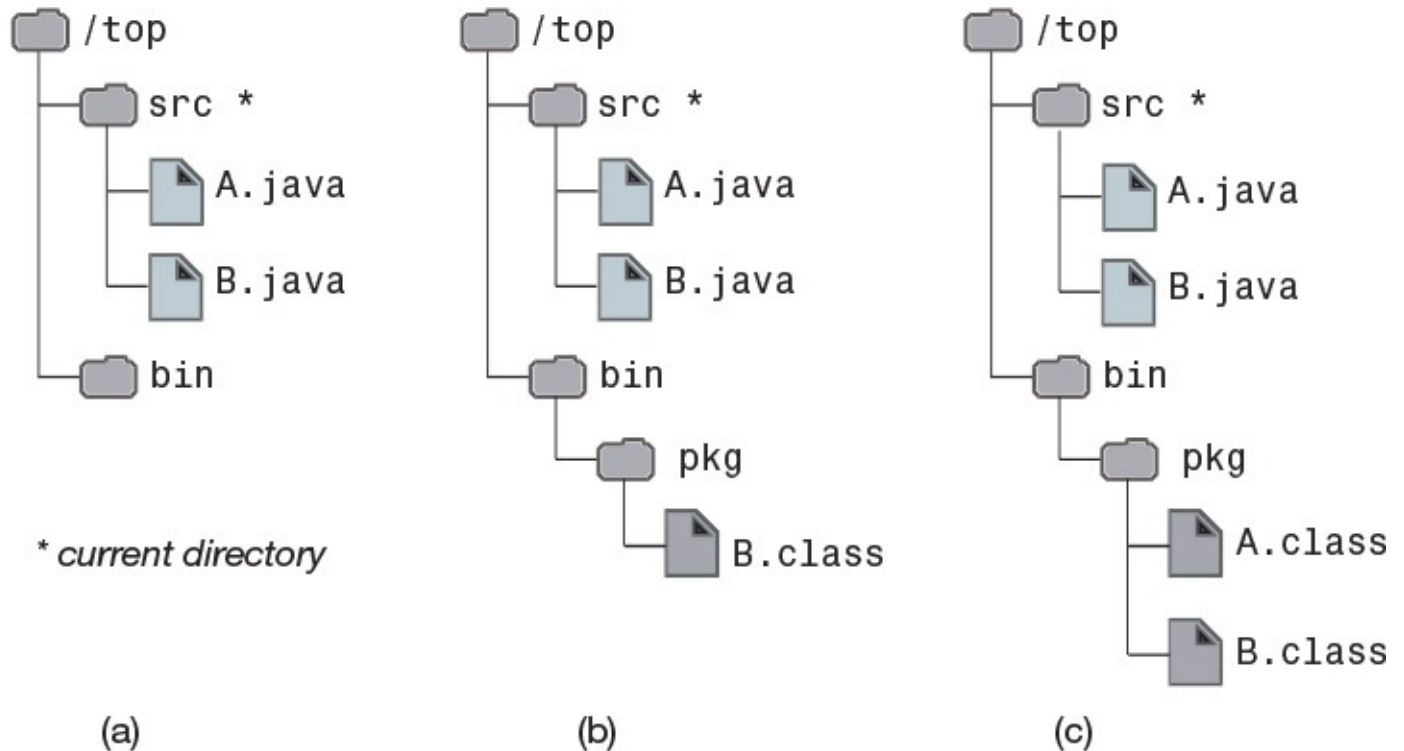 /top
src *
A.java
B.java
bin
* current directory
(a)
/top
src *
A.java
B.java
bin
pkg
B.class
(b)
/top
src *
A.java
B.java
bin
pkg
A.class
B.class
(c)